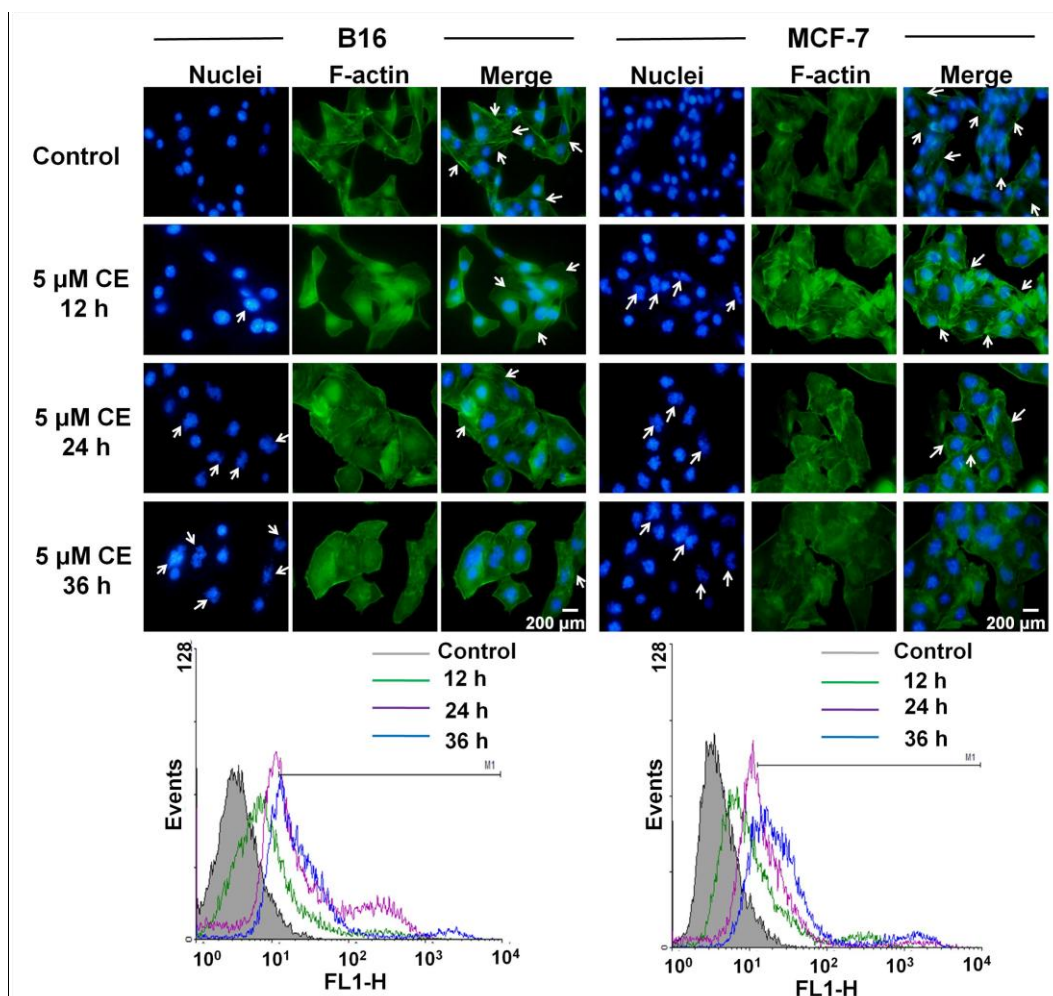 B16 MCF-7
Nuclei F-actin Merge Nuclei F-actin Merge
Control
5 µM CE
12 h
5 µM CE
24 h
5 µM CE
36 h
200 µm 200 µm
128
Control
12 h
24 h
36 h
M1
Events
10⁰ 10¹ 10² 10³ 10⁴
FL1-H
128
Control
12 h
24 h
36 h
M1
Events
10⁰ 10¹ 10² 10³ 10⁴
FL1-H
0
0